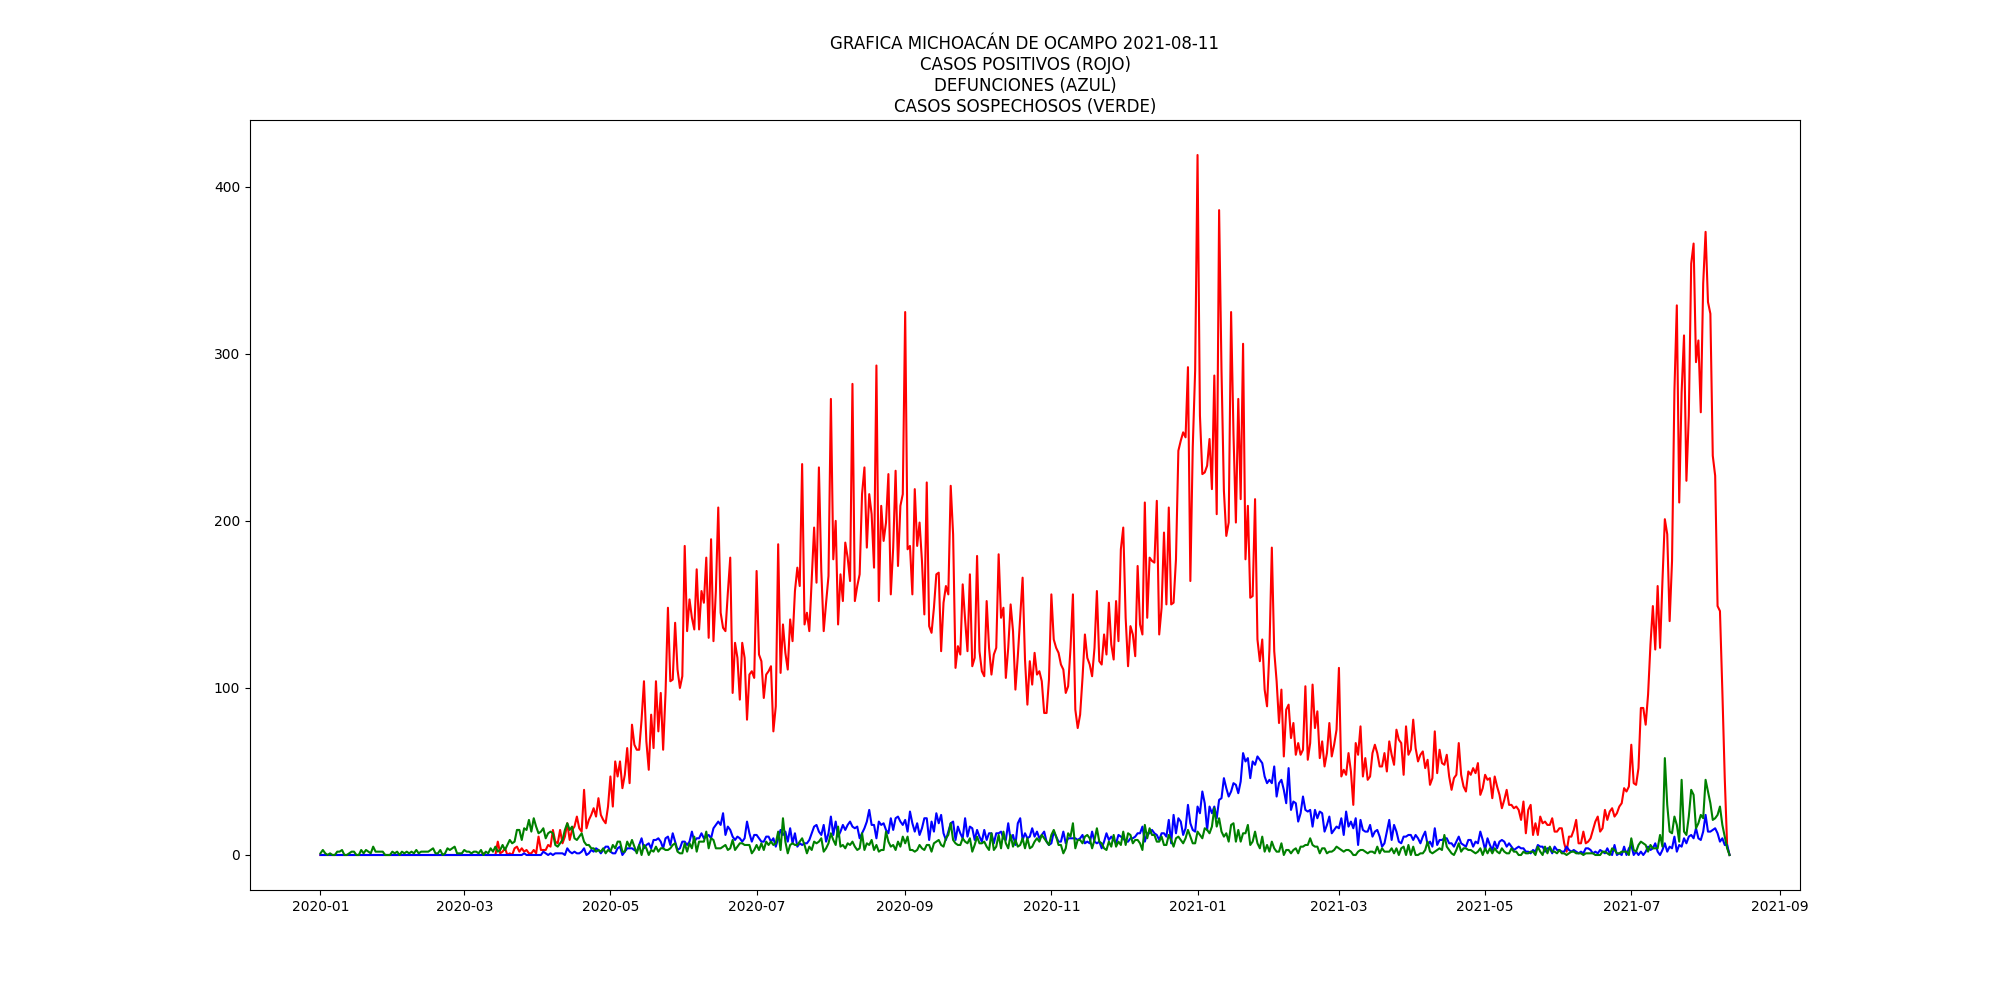 GRAFICA MICHOACÁN DE OCAMPO 2021-08-11
CASOS POSITIVOS (ROJO)
DEFUNCIONES (AZUL)
CASOS SOSPECHOSOS (VERDE)
400
300
200
100
0
2020-01 2020-03 2020-05 2020-07 2020-09 2020-11 2021-01 2021-03 2021-05 2021-07 2021-09